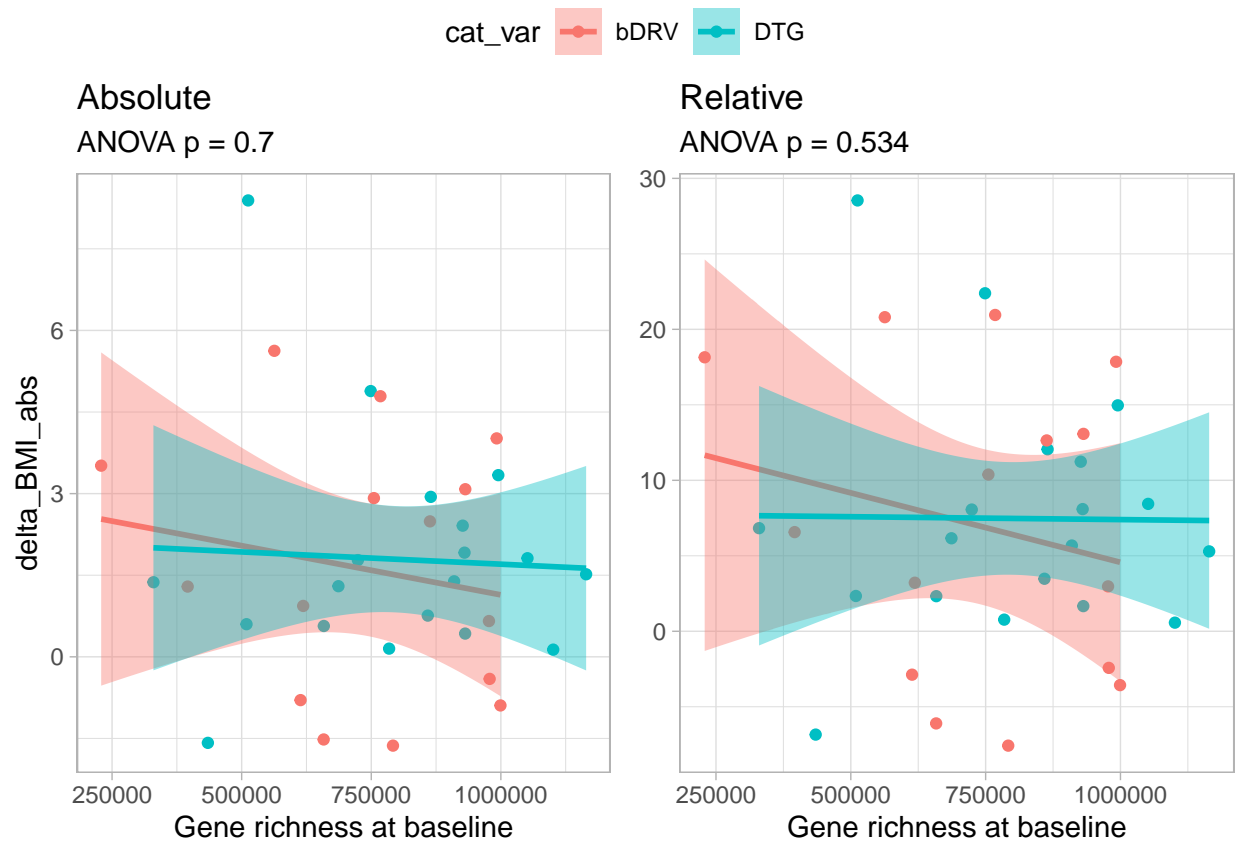 cat_var bDRV DTG
Absolute
ANOVA p = 0.7
Relative
ANOVA p = 0.534
delta_BMI_abs
6
3
0
250000 500000 750000 1000000
Gene richness at baseline
30
20
10
0
250000 500000 750000 1000000
Gene richness at baseline